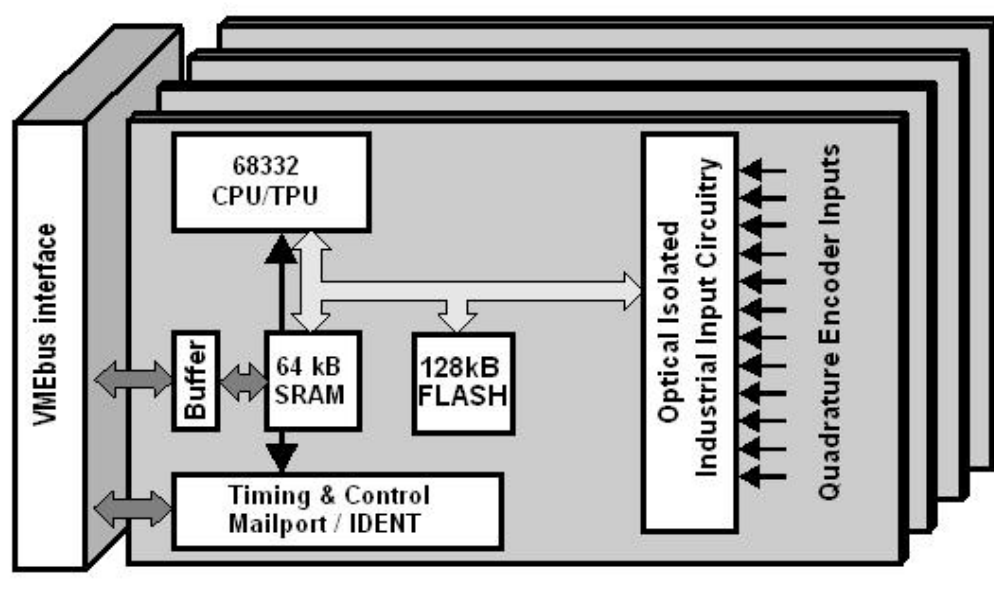 VMEbus interface
68332
CPU/TPU
Buffer
64 kB
SRAM
128kB
FLASH
Timing & Control
Mailport / IDENT
Optical Isolated
Industrial Input Circuitry
Quadrature Encoder Inputs